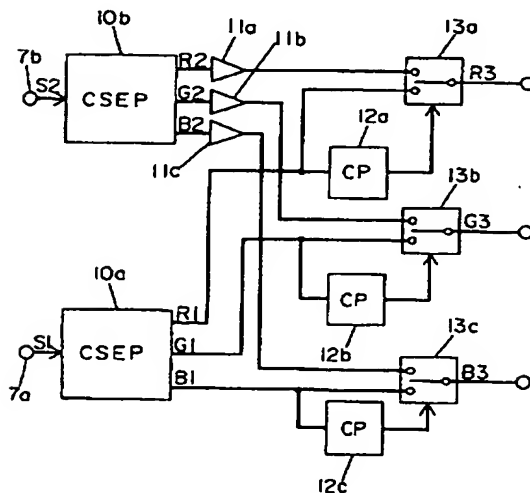 10b
11a
11b
13a
7b
S2
CSEP
R2
G2
B2
R3
11c
12a
CP
13b
G3
10a
7a
S1
CSEP
R1
G1
B1
CP
12b
13c
B3
CP
12c